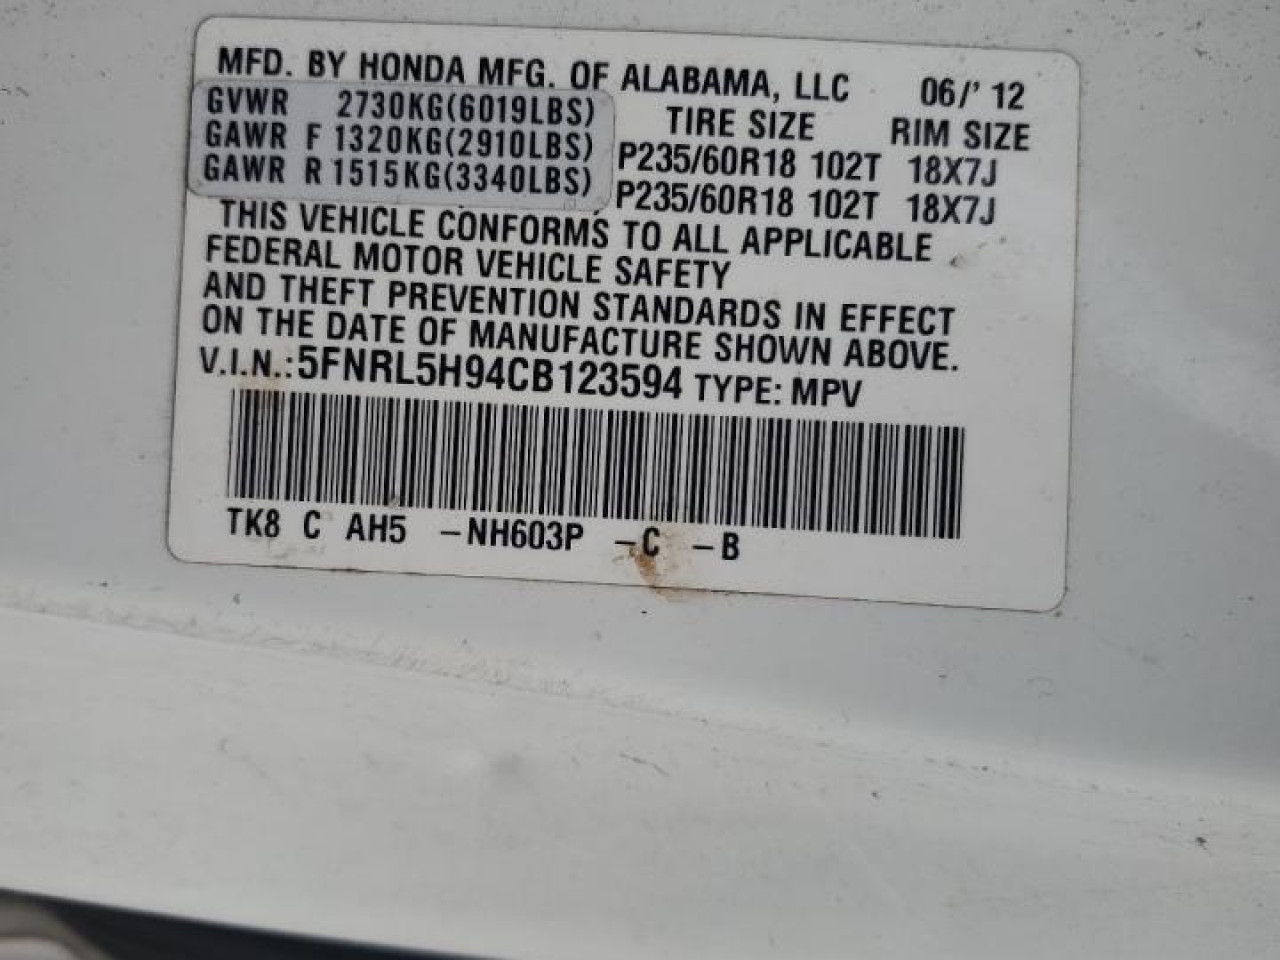 MFD. BY HONDA MFG. OF ALABAMA, LLC 06/' 12
GVWR 2730KG(6019LBS) TIRE SIZE RIM SIZE
GAWR F 1320KG(2910LBS) P235/60R18 102T 18X7J
GAWR R 1515KG(3340LBS) P235/60R18 102T 18X7J
THIS VEHICLE CONFORMS TO ALL APPLICABLE
FEDERAL MOTOR VEHICLE SAFETY
AND THEFT PREVENTION STANDARDS IN EFFECT
ON THE DATE OF MANUFACTURE SHOWN ABOVE.
V.I.N.: 5FNRL5H94CB123594 TYPE: MPV
TK8 C AH5 -NH603P -C -B